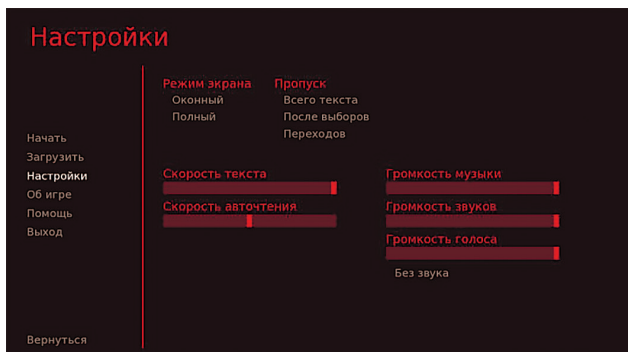 Настройки
Режим экрана
Оконный
Полный
Пропуск
Всего текста
После выборов
Переходов
Начать
Загрузить
Настройки
Об игре
Помощь
Выход
Скорость текста
Скорость авточтения
Громкость музыки
Громкость звуков
Громкость голоса
Без звука
Вернуться